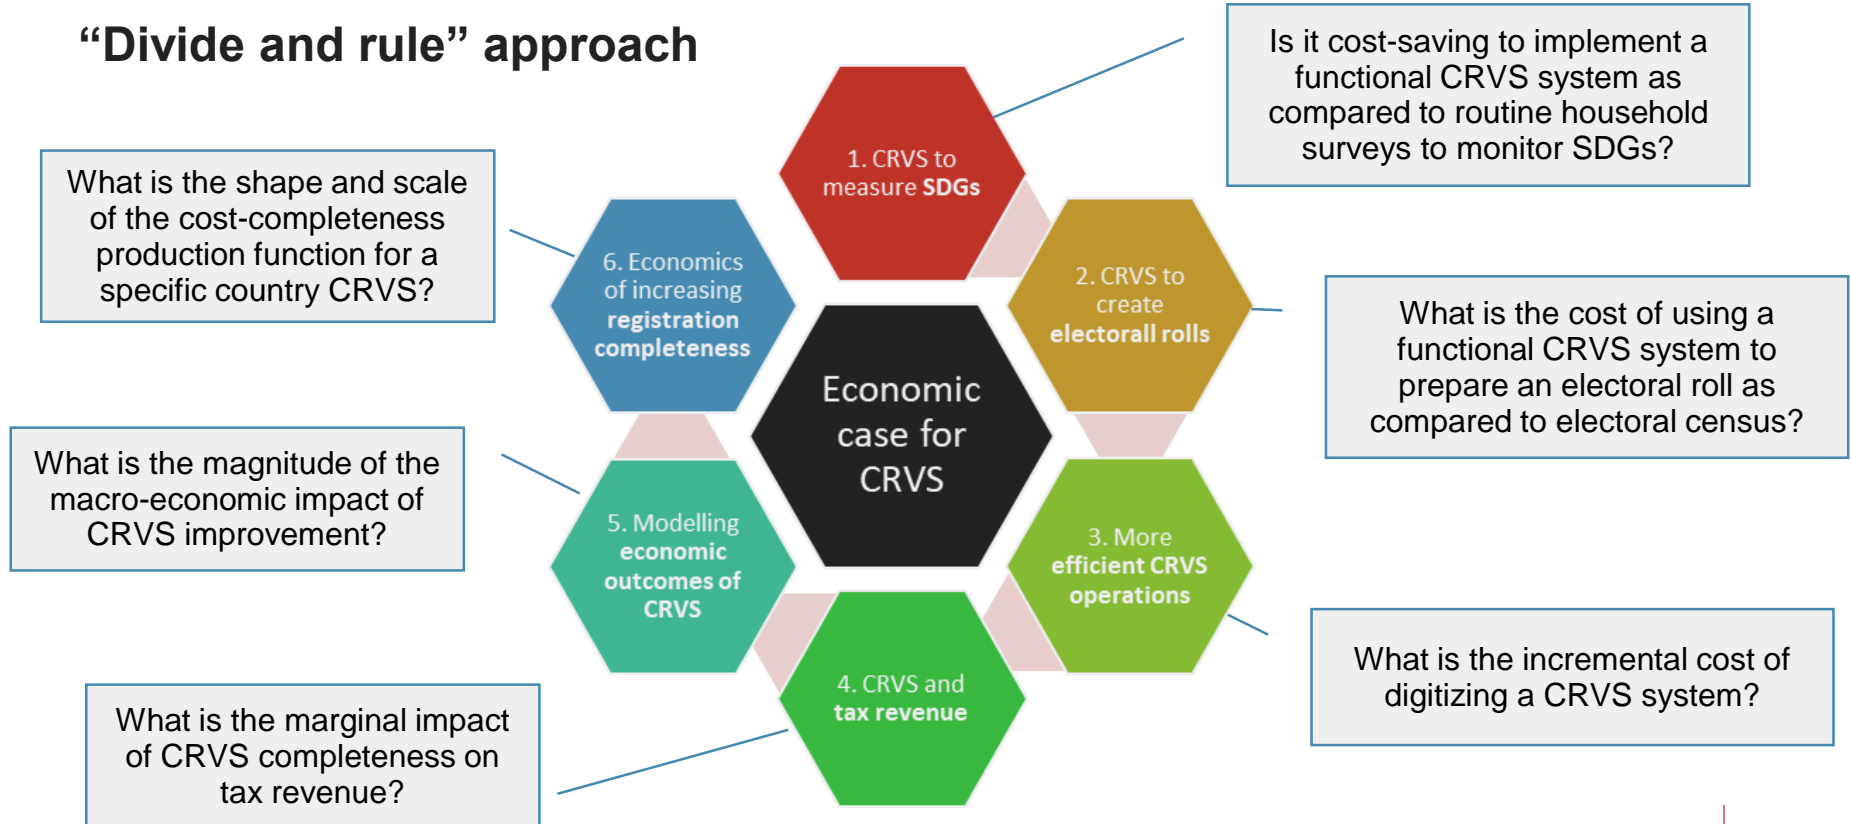 “Divide and rule” approach
Is it cost-saving to implement a
functional CRVS system as
compared to routine household
surveys to monitor SDGs?
1. CRVS to
measure SDGs
What is the shape and scale
of the cost-completeness
production function for a
specific country CRVS?
6. Economics
of increasing
registration
completeness
2. CRVS to
create
electorall rolls
What is the cost of using a
functional CRVS system to
prepare an electoral roll as
compared to electoral census?
Economic
case for
CRVS
What is the magnitude of the
macro-economic impact of
CRVS improvement?
5. Modelling
economic
outcomes of
CRVS
3. More
efficient CRVS
operations
What is the incremental cost of
digitizing a CRVS system?
4. CRVS and
tax revenue
What is the marginal impact
of CRVS completeness on
tax revenue?